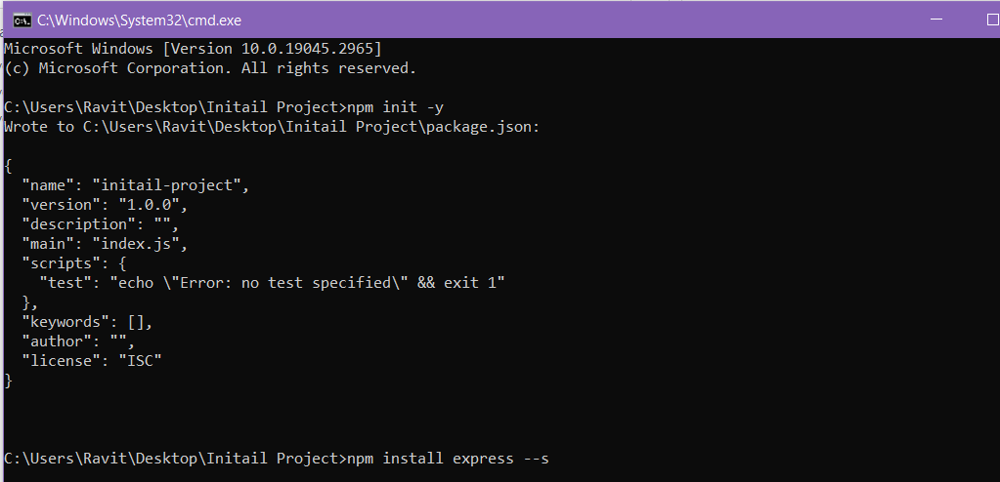 C:\Windows\System32\cmd.exe
Microsoft Windows [Version 10.0.19045.2965]
(c) Microsoft Corporation. All rights reserved.
C:\Users\Ravit\Desktop\Initail Project>npm init -y
Wrote to C:\Users\Ravit\Desktop\Initail Project\package.json:
{
  "name": "initail-project",
  "version": "1.0.0",
  "description": "",
  "main": "index.js",
  "scripts": {
    "test": "echo \"Error: no test specified\" && exit 1"
  },
  "keywords": [],
  "author": "",
  "license": "ISC"
}
C:\Users\Ravit\Desktop\Initail Project>npm install express --s